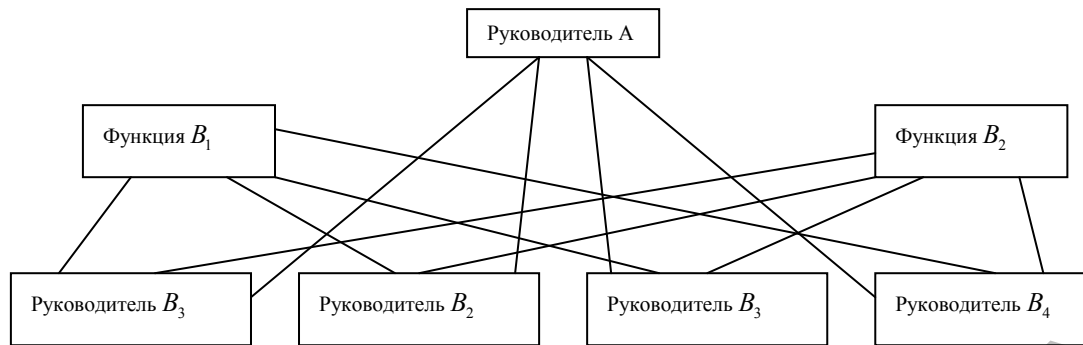 Руководитель А
Функция B₁
Функция B₂
Руководитель B₃
Руководитель B₂
Руководитель B₃
Руководитель B₄